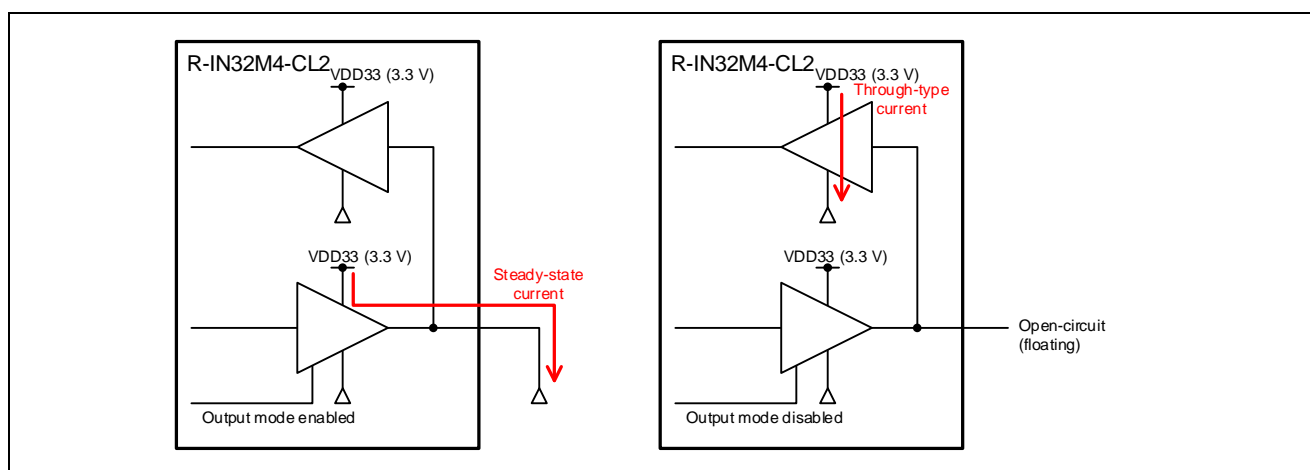 R-IN32M4-CL2
VDD33 (3.3 V)
VDD33 (3.3 V)
Steady-state
current
Output mode enabled
R-IN32M4-CL2
VDD33 (3.3 V)
Through-type
current
VDD33 (3.3 V)
Open-circuit
(floating)
Output mode disabled